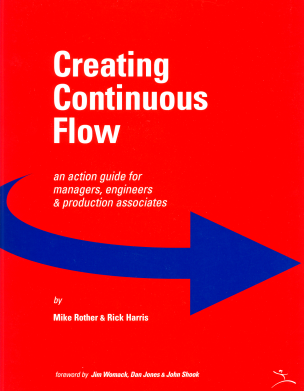 Creating
Continuous
Flow
an action guide for
managers, engineers
& production associates
by
Mike Rother & Rick Harris
foreword by Jim Womack, Dan Jones & John Shook